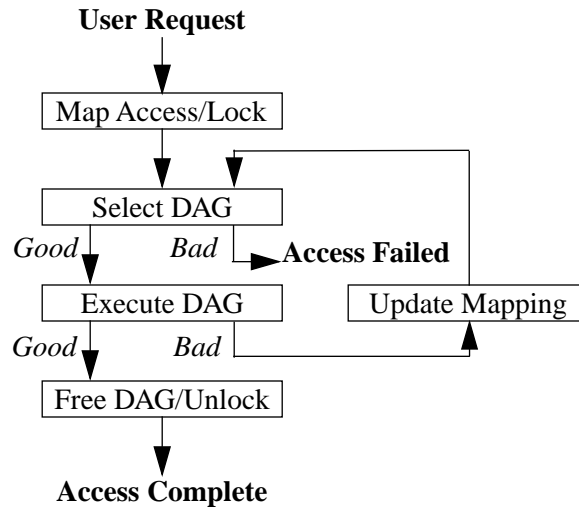 User Request
Map Access/Lock
Select DAG
Good Bad Access Failed
Execute DAG Update Mapping
Good Bad
Free DAG/Unlock
Access Complete